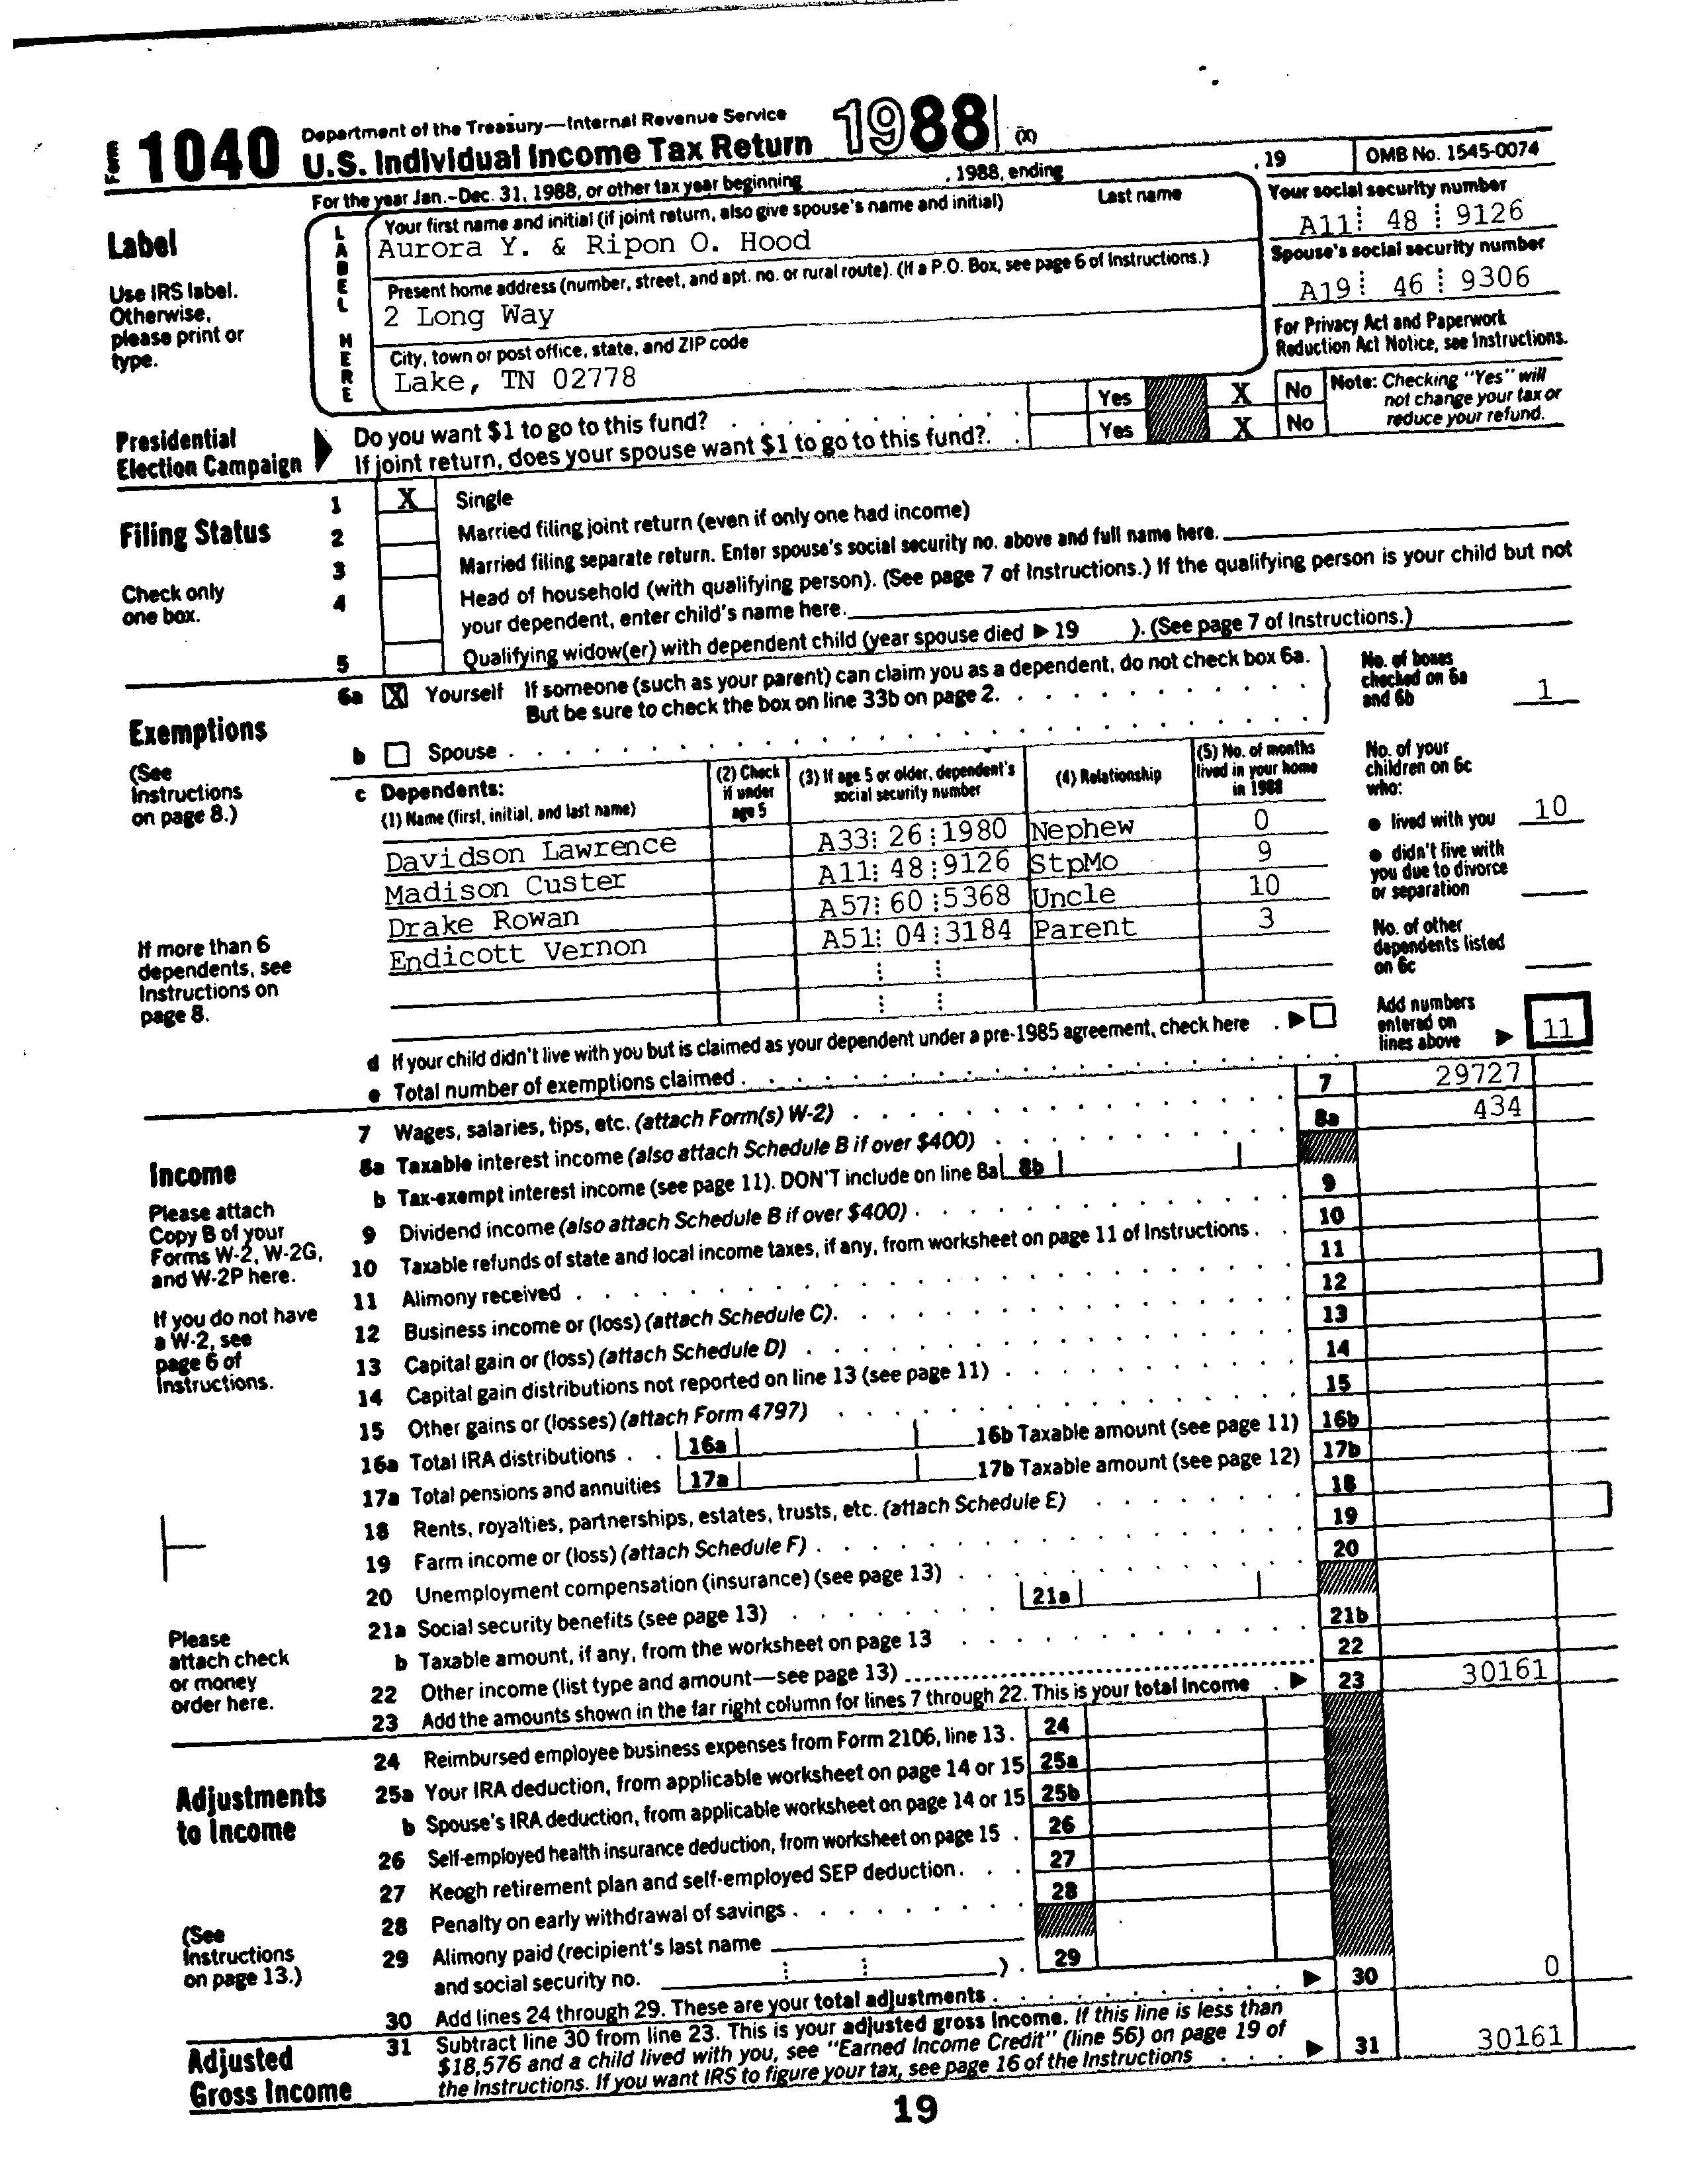 Form 1040 Department of the Treasury—Internal Revenue Service
U.S. Individual Income Tax Return 1988 (X)
For the year Jan.–Dec. 31, 1988, or other tax year beginning , 1988, ending , 19 OMB No. 1545-0074
Label
Use IRS label.
Otherwise,
please print or
type.
LABEL HERE
Your first name and initial (if joint return, also give spouse's name and initial) Last name
Aurora Y. & Ripon O. Hood
Present home address (number, street, and apt. no. or rural route). (If a P.O. Box, see page 6 of Instructions.)
2 Long Way
City, town or post office, state, and ZIP code
Lake, TN 02778
Your social security number
A11 48 9126
Spouse's social security number
A19 46 9306
For Privacy Act and Paperwork
Reduction Act Notice, see Instructions.
Presidential
Election Campaign
Do you want $1 to go to this fund? Yes X No
If joint return, does your spouse want $1 to go to this fund?. Yes X No
Note: Checking "Yes" will
not change your tax or
reduce your refund.
Filing Status
Check only
one box.
1 X Single
2 Married filing joint return (even if only one had income)
3 Married filing separate return. Enter spouse's social security no. above and full name here.
4 Head of household (with qualifying person). (See page 7 of Instructions.) If the qualifying person is your child but not
your dependent, enter child's name here.
5 Qualifying widow(er) with dependent child (year spouse died ▶ 19 ). (See page 7 of Instructions.)
Exemptions
(See
Instructions
on page 8.)
If more than 6
dependents, see
Instructions on
page 8.
6a X Yourself If someone (such as your parent) can claim you as a dependent, do not check box 6a.
But be sure to check the box on line 33b on page 2.
b Spouse
No. of boxes
checked on 6a
and 6b 1
c Dependents:
(1) Name (first, initial, and last name)
(2) Check
if under
age 5
(3) If age 5 or older, dependent's
social security number
(4) Relationship
(5) No. of months
lived in your home
in 1988
Davidson Lawrence A33 26 1980 Nephew 0
Madison Custer A11 48 9126 StpMo 9
Drake Rowan A57 60 5368 Uncle 10
Endicott Vernon A51 04 3184 Parent 3
No. of your
children on 6c
who:
● lived with you 10
● didn't live with
you due to divorce
or separation
No. of other
dependents listed
on 6c
Add numbers
entered on
lines above ▶ 11
d If your child didn't live with you but is claimed as your dependent under a pre-1985 agreement, check here . ▶
e Total number of exemptions claimed
Income
Please attach
Copy B of your
Forms W-2, W-2G,
and W-2P here.
If you do not have
a W-2, see
page 6 of
Instructions.
Please
attach check
or money
order here.
7 Wages, salaries, tips, etc. (attach Form(s) W-2) 7 29727
8a Taxable interest income (also attach Schedule B if over $400) 8a 434
b Tax-exempt interest income (see page 11). DON'T include on line 8a 8b
9 Dividend income (also attach Schedule B if over $400) 9
10 Taxable refunds of state and local income taxes, if any, from worksheet on page 11 of Instructions 10
11 Alimony received 11
12 Business income or (loss) (attach Schedule C) 12
13 Capital gain or (loss) (attach Schedule D) 13
14 Capital gain distributions not reported on line 13 (see page 11) 14
15 Other gains or (losses) (attach Form 4797) 15
16a Total IRA distributions 16a 16b Taxable amount (see page 11) 16b
17a Total pensions and annuities 17a 17b Taxable amount (see page 12) 17b
18 Rents, royalties, partnerships, estates, trusts, etc. (attach Schedule E) 18
19 Farm income or (loss) (attach Schedule F) 19
20 Unemployment compensation (insurance) (see page 13) 20
21a Social security benefits (see page 13) 21a
b Taxable amount, if any, from the worksheet on page 13 21b
22 Other income (list type and amount—see page 13) 22
23 Add the amounts shown in the far right column for lines 7 through 22. This is your total income . ▶ 23 30161
Adjustments
to Income
(See
Instructions
on page 13.)
24 Reimbursed employee business expenses from Form 2106, line 13. 24
25a Your IRA deduction, from applicable worksheet on page 14 or 15 25a
b Spouse's IRA deduction, from applicable worksheet on page 14 or 15 25b
26 Self-employed health insurance deduction, from worksheet on page 15 . 26
27 Keogh retirement plan and self-employed SEP deduction 27
28 Penalty on early withdrawal of savings 28
29 Alimony paid (recipient's last name
and social security no. ). 29
30 Add lines 24 through 29. These are your total adjustments ▶ 30 0
Adjusted
Gross Income
31 Subtract line 30 from line 23. This is your adjusted gross income. If this line is less than
$18,576 and a child lived with you, see "Earned Income Credit" (line 56) on page 19 of
the Instructions. If you want IRS to figure your tax, see page 16 of the Instructions ▶ 31 30161
19